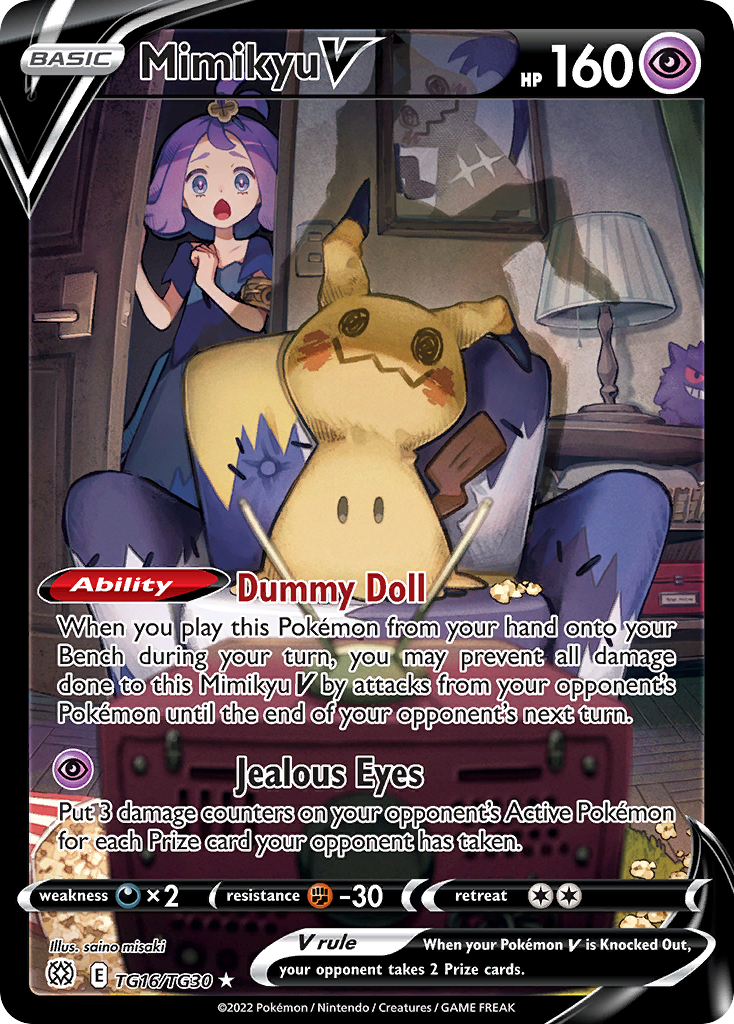 BASIC Mimikyu V HP 160
Ability Dummy Doll
When you play this Pokémon from your hand onto your
Bench during your turn, you may prevent all damage
done to this Mimikyu V by attacks from your opponent's
Pokémon until the end of your opponent's next turn.
Jealous Eyes
Put 3 damage counters on your opponent's Active Pokémon
for each Prize card your opponent has taken.
weakness ×2 resistance -30 retreat
Illus. saino misaki
V rule When your Pokémon V is Knocked Out,
your opponent takes 2 Prize cards.
E TG16/TG30
©2022 Pokémon / Nintendo / Creatures / GAME FREAK